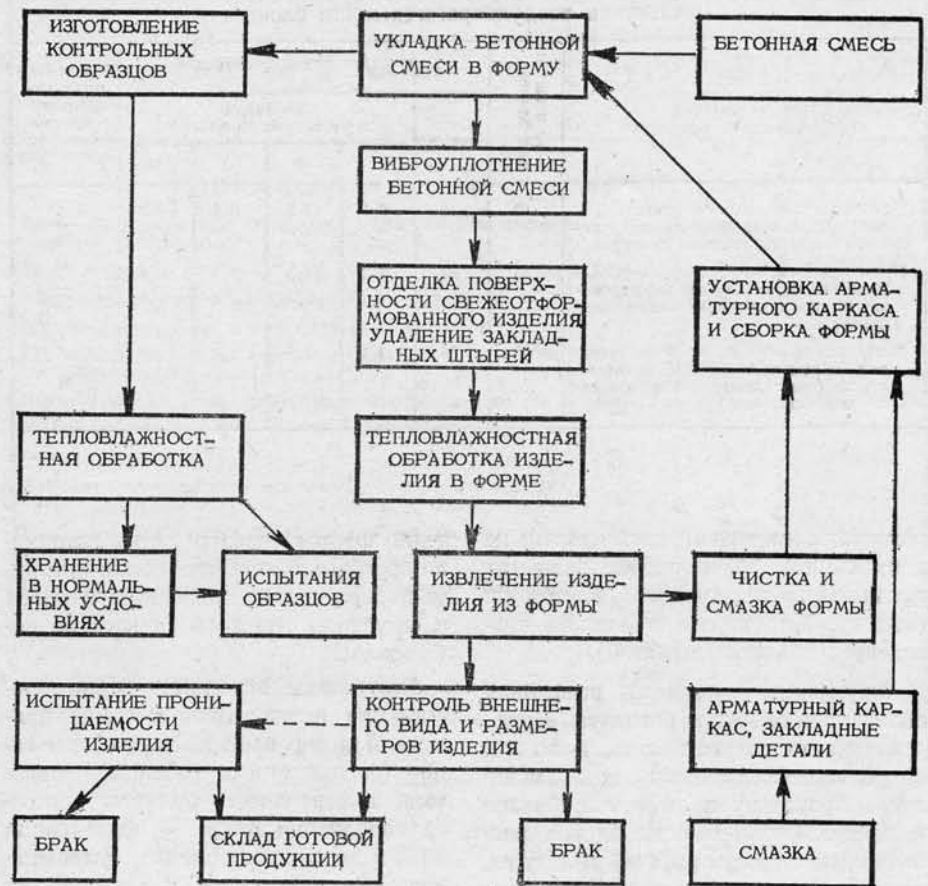 ИЗГОТОВЛЕНИЕ
КОНТРОЛЬНЫХ
ОБРАЗЦОВ
УКЛАДКА БЕТОННОЙ
СМЕСИ В ФОРМУ
БЕТОННАЯ СМЕСЬ
ВИБРОУПЛОТНЕНИЕ
БЕТОННОЙ СМЕСИ
ОТДЕЛКА ПОВЕРХ-
НОСТИ СВЕЖЕОТФОР-
МОВАННОГО ИЗДЕЛИЯ,
УДАЛЕНИЕ ЗАКЛАД-
НЫХ ШТЫРЕЙ
УСТАНОВКА АРМА-
ТУРНОГО КАРКАСА
И СБОРКА ФОРМЫ
ТЕПЛОВЛАЖНОСТ-
НАЯ ОБРАБОТКА
ТЕПЛОВЛАЖНОСТНАЯ
ОБРАБОТКА ИЗДЕ-
ЛИЯ В ФОРМЕ
ХРАНЕНИЕ
В НОРМАЛЬ-
НЫХ УСЛО-
ВИЯХ
ИСПЫТАНИЯ
ОБРАЗЦОВ
ИЗВЛЕЧЕНИЕ ИЗДЕ-
ЛИЯ ИЗ ФОРМЫ
ЧИСТКА И
СМАЗКА ФОРМЫ
ИСПЫТАНИЕ ПРОНИ-
ЦАЕМОСТИ
ИЗДЕЛИЯ
КОНТРОЛЬ ВНЕШНЕ-
ГО ВИДА И РАЗМЕ-
РОВ ИЗДЕЛИЯ
АРМАТУРНЫЙ КАР-
КАС, ЗАКЛАДНЫЕ
ДЕТАЛИ
БРАК
СКЛАД ГОТОВОЙ
ПРОДУКЦИИ
БРАК
СМАЗКА